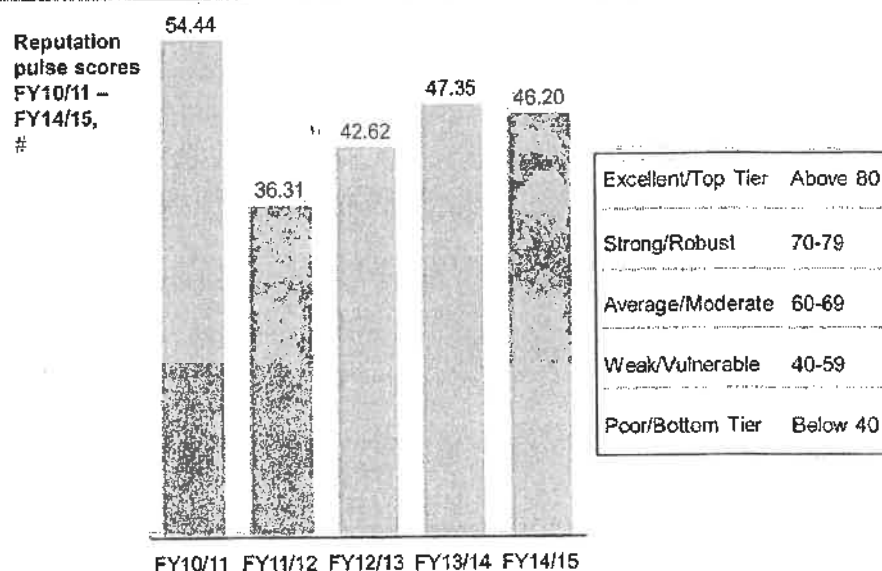 Reputation
pulse scores
FY10/11 –
FY14/15,
#
54.44
36.31
42.62
47.35
46.20
FY10/11 FY11/12 FY12/13 FY13/14 FY14/15
Excellent/Top Tier Above 80
Strong/Robust 70-79
Average/Moderate 60-69
Weak/Vulnerable 40-59
Poor/Bottom Tier Below 40